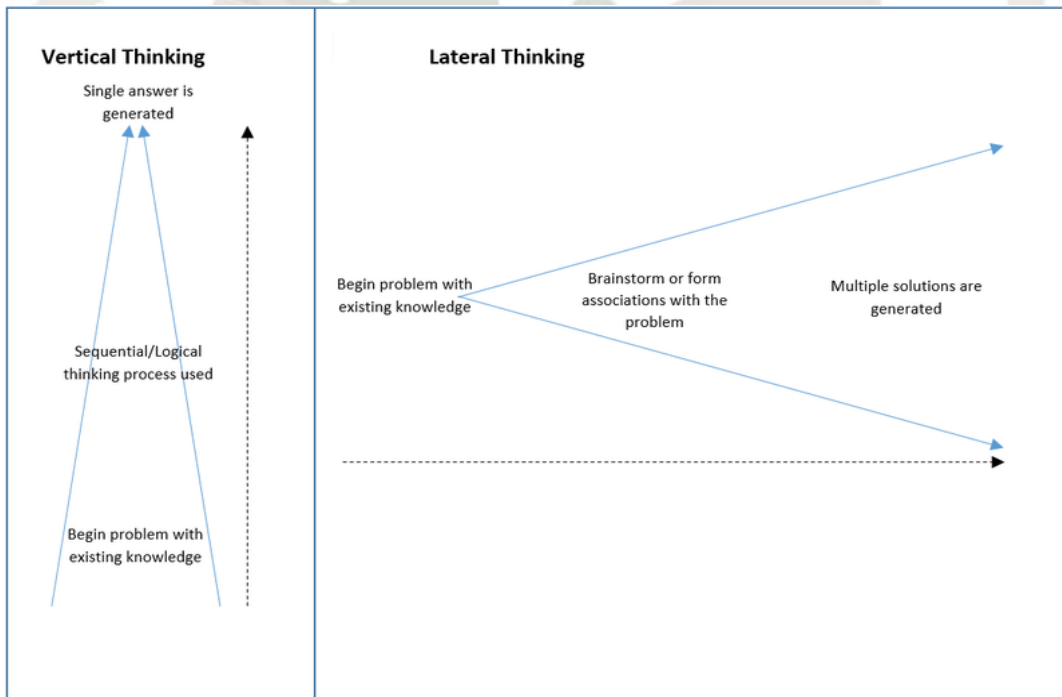 Vertical Thinking
Single answer is
generated
Sequential/Logical
thinking process used
Begin problem with
existing knowledge
Lateral Thinking
Begin problem with
existing knowledge
Brainstorm or form
associations with the
problem
Multiple solutions are
generated